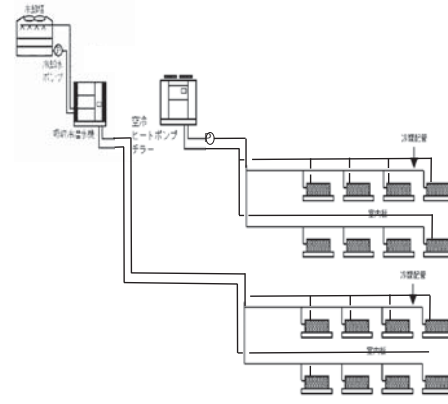 冷却塔
冷却水
ポンプ
吸収冷温水機
空冷
ヒートポンプ
チラー
冷媒配管
室内機
冷媒配管
室内機